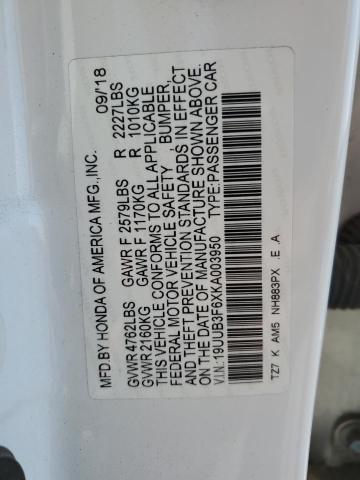 MFD.BY HONDA OF AMERICA MFG.,INC. 09/18
GVWR 4762LBS GAWR F 2579LBS R 2227LBS
GVWR 2160KG GAWR F 1170KG R 1010KG
THIS VEHICLE CONFORMS TO ALL APPLICABLE
FEDERAL MOTOR VEHICLE SAFETY , BUMPER,
AND THEFT PREVENTION STANDARDS IN EFFECT
ON THE DATE OF MANUFACTURE SHOWN ABOVE.
V.I.N.:19UUB3F6XKA003950 TYPE:PASSENGER CAR
TZ7 K AM5 NH883PX .E .A